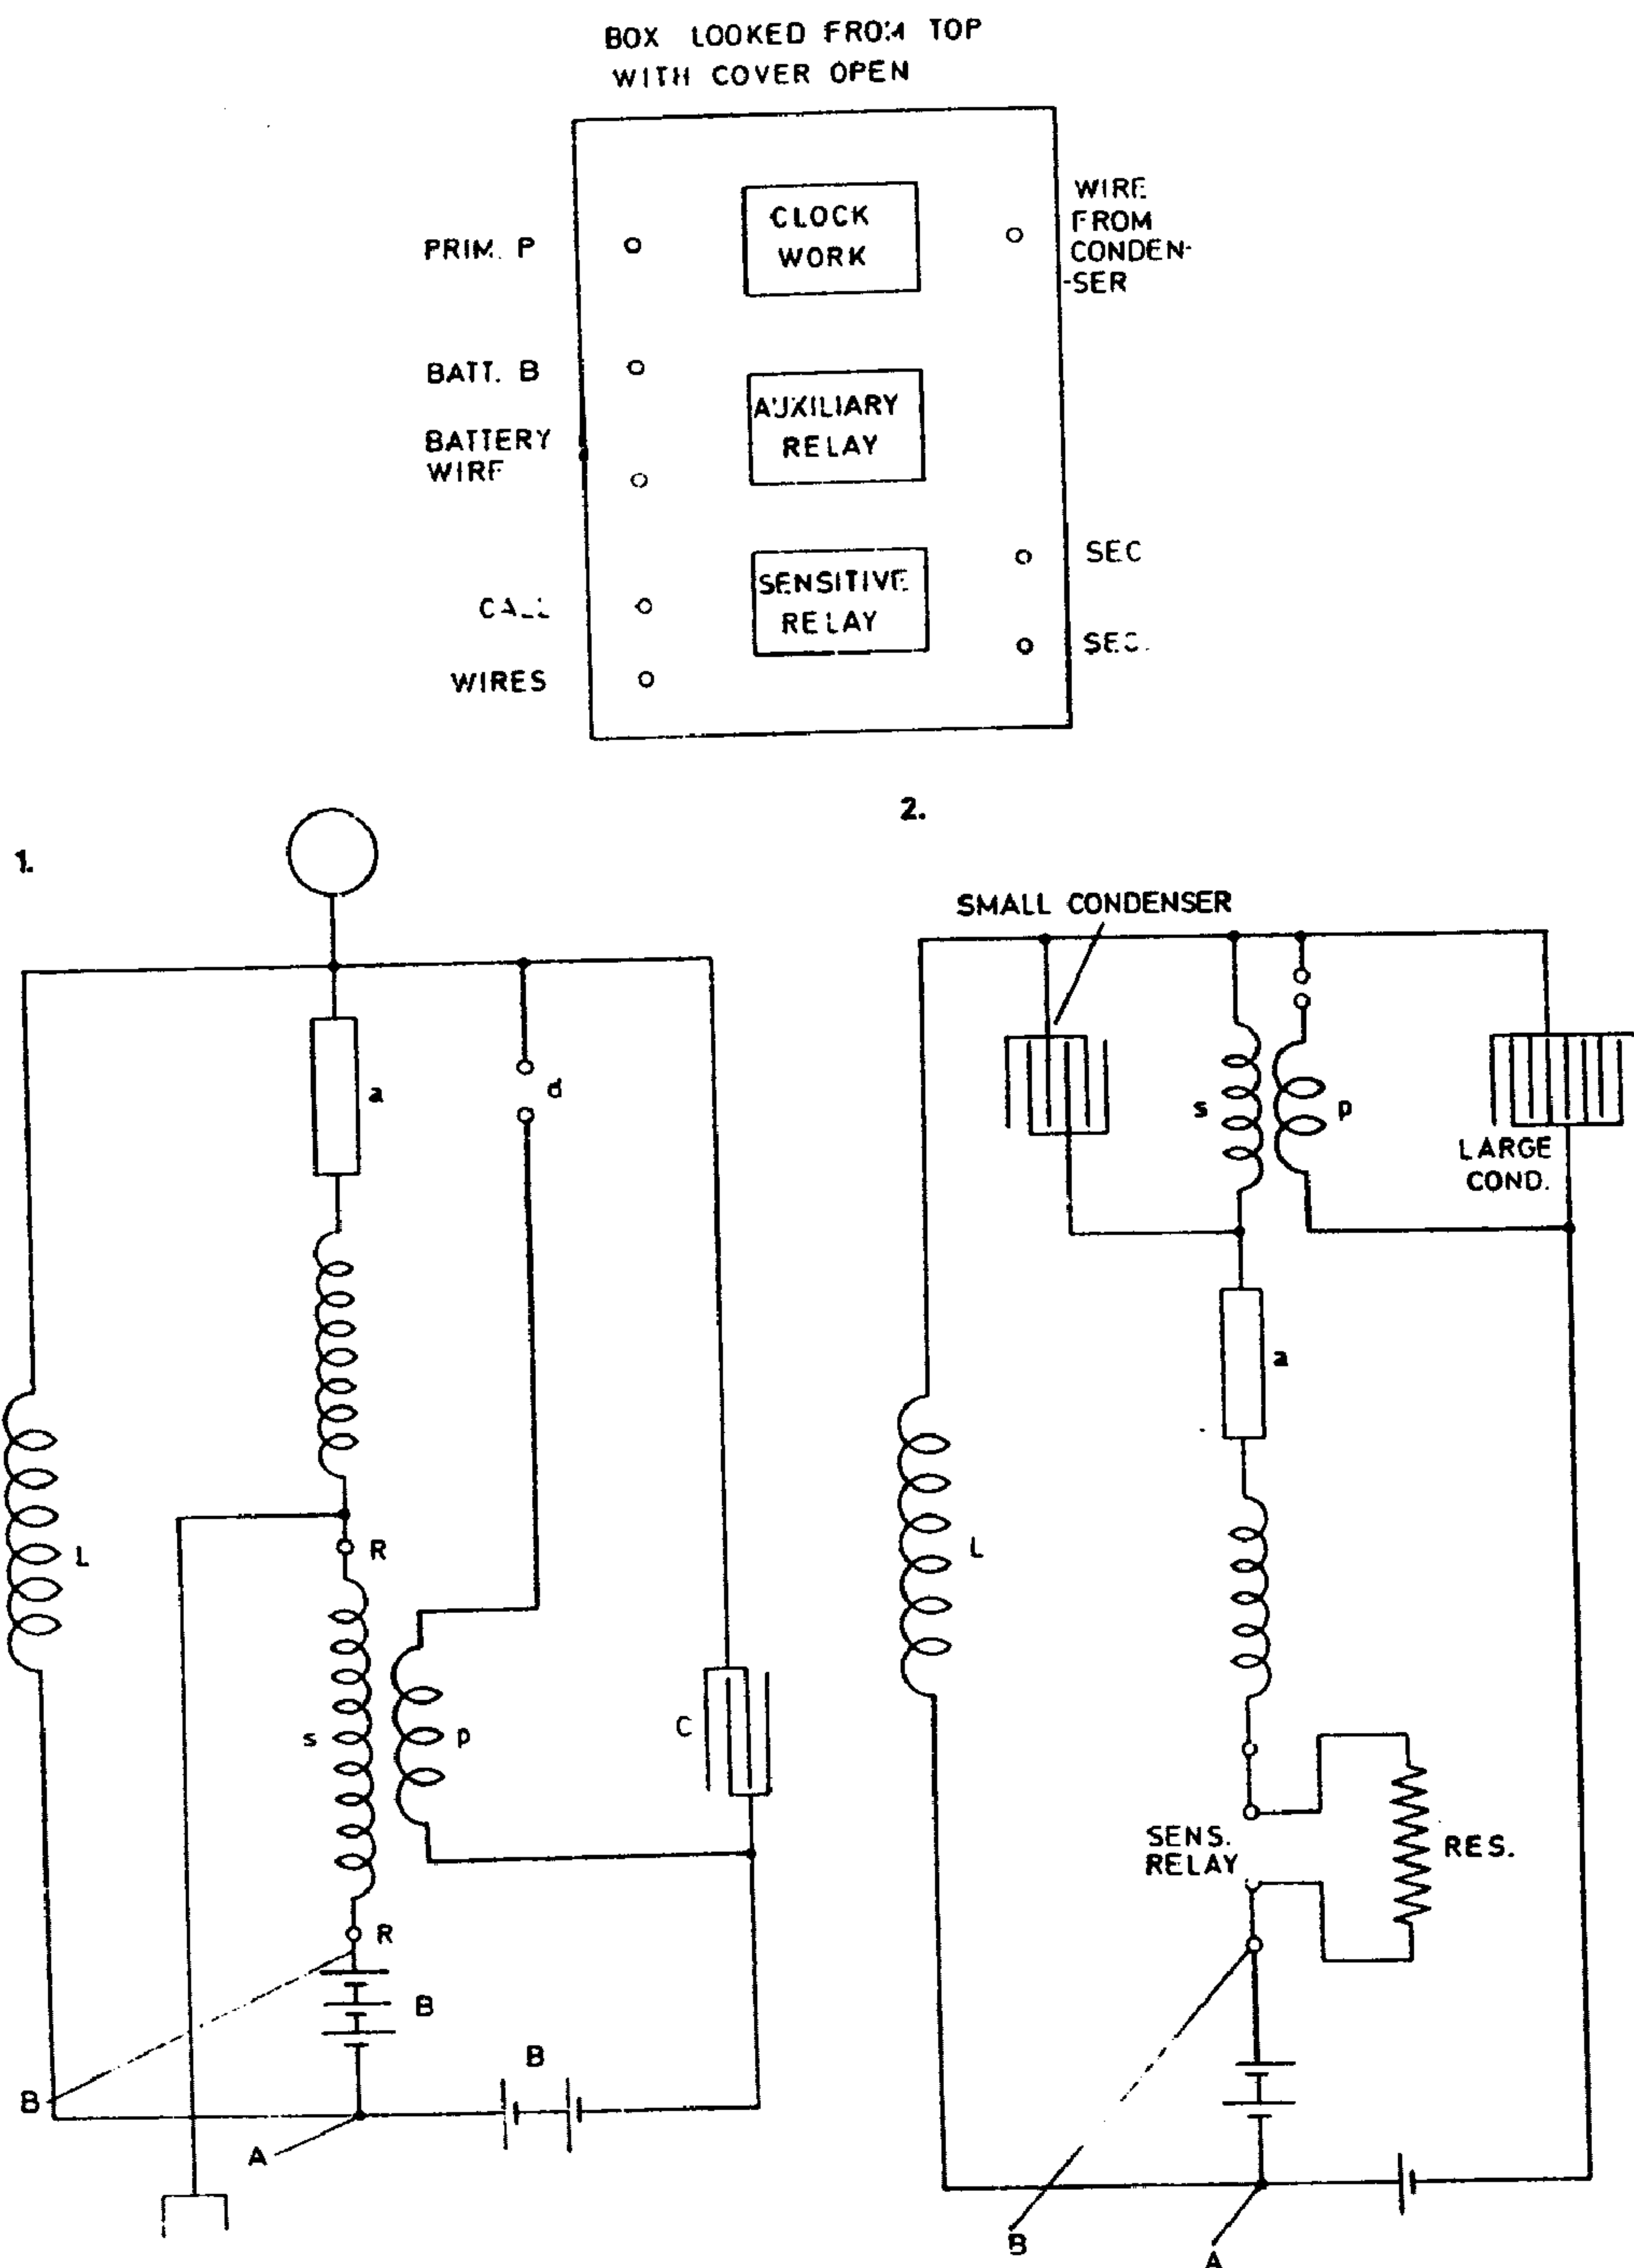 BOX LOOKED FROM TOP
WITH COVER OPEN
CLOCK
WORK
WIRE
FROM
CONDEN-
-SER
PRIM. P
BATT. B
AUXILIARY
RELAY
BATTERY
WIRE
SENSITIVE
RELAY
SEC
CALL
SEC.
WIRES
1.
a
d
L
R
s
p
C
R
B
B
B
A
2.
SMALL CONDENSER
s
p
LARGE
COND.
a
L
SENS.
RELAY
RES.
B
A